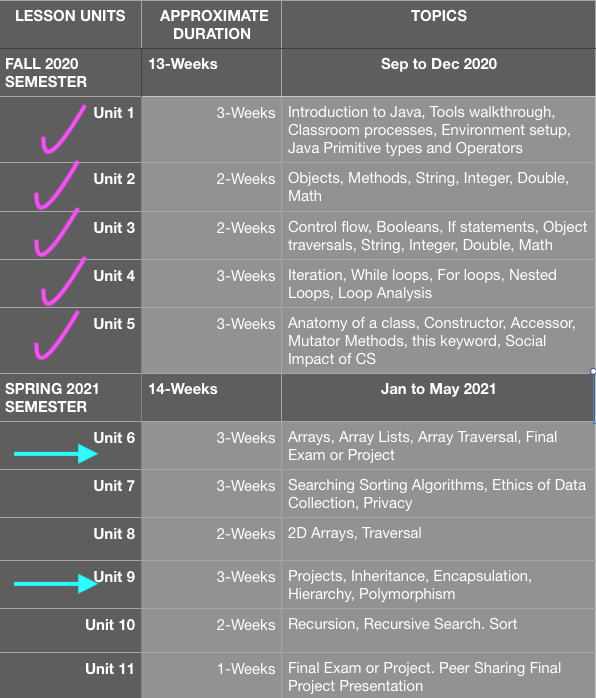 LESSON UNITS
APPROXIMATE
DURATION
TOPICS
FALL 2020
SEMESTER
13-Weeks
Sep to Dec 2020
Unit 1
3-Weeks
Introduction to Java, Tools walkthrough,
Classroom processes, Environment setup,
Java Primitive types and Operators
Unit 2
2-Weeks
Objects, Methods, String, Integer, Double,
Math
Unit 3
2-Weeks
Control flow, Booleans, If statements, Object
traversals, String, Integer, Double, Math
Unit 4
3-Weeks
Iteration, While loops, For loops, Nested
Loops, Loop Analysis
Unit 5
3-Weeks
Anatomy of a class, Constructor, Accessor,
Mutator Methods, this keyword, Social
Impact of CS
SPRING 2021
SEMESTER
14-Weeks
Jan to May 2021
Unit 6
3-Weeks
Arrays, Array Lists, Array Traversal, Final
Exam or Project
Unit 7
3-Weeks
Searching Sorting Algorithms, Ethics of Data
Collection, Privacy
Unit 8
2-Weeks
2D Arrays, Traversal
Unit 9
3-Weeks
Projects, Inheritance, Encapsulation,
Hierarchy, Polymorphism
Unit 10
2-Weeks
Recursion, Recursive Search. Sort
Unit 11
1-Weeks
Final Exam or Project. Peer Sharing Final
Project Presentation